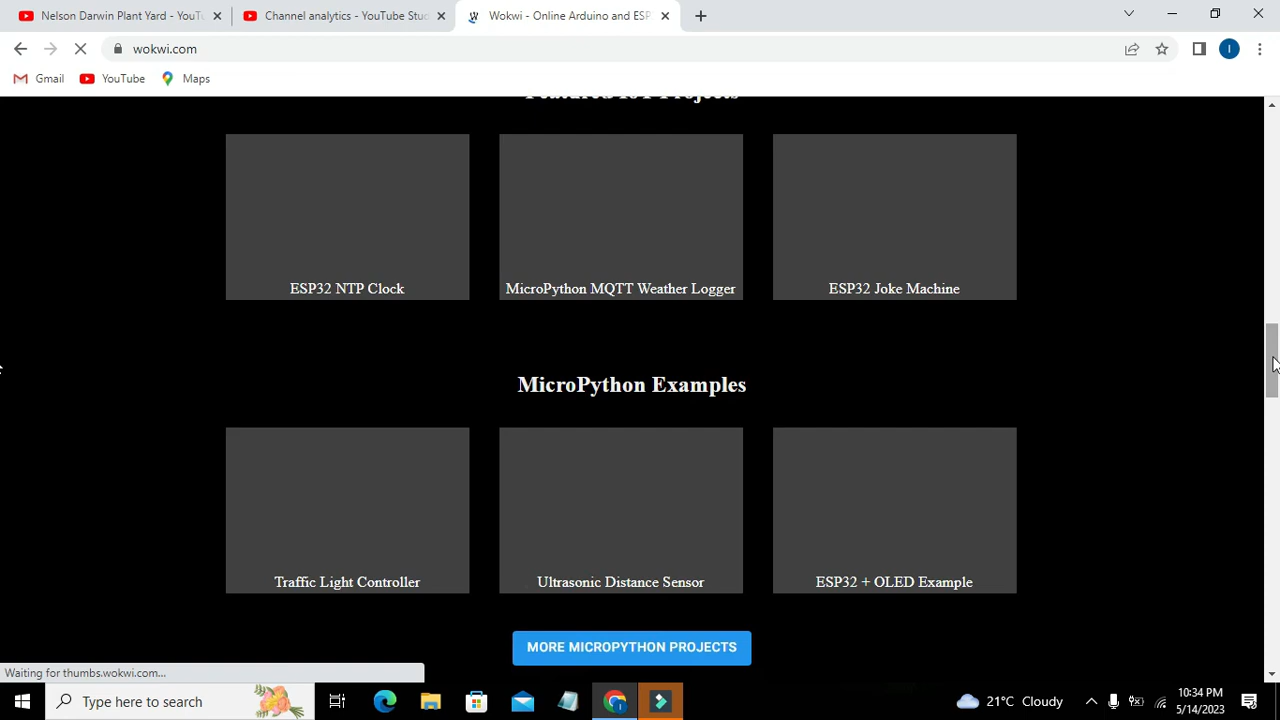 Nelson Darwin Plant Yard - YouTu
Channel analytics - YouTube Stud
Wokwi - Online Arduino and ESP
wokwi.com
I
Gmail
YouTube
Maps
Featured IoT Projects
ESP32 NTP Clock
MicroPython MQTT Weather Logger
ESP32 Joke Machine
MicroPython Examples
Traffic Light Controller
Ultrasonic Distance Sensor
ESP32 + OLED Example
MORE MICROPYTHON PROJECTS
Waiting for thumbs.wokwi.com...
Type here to search
21°C Cloudy
10:34 PM
5/14/2023